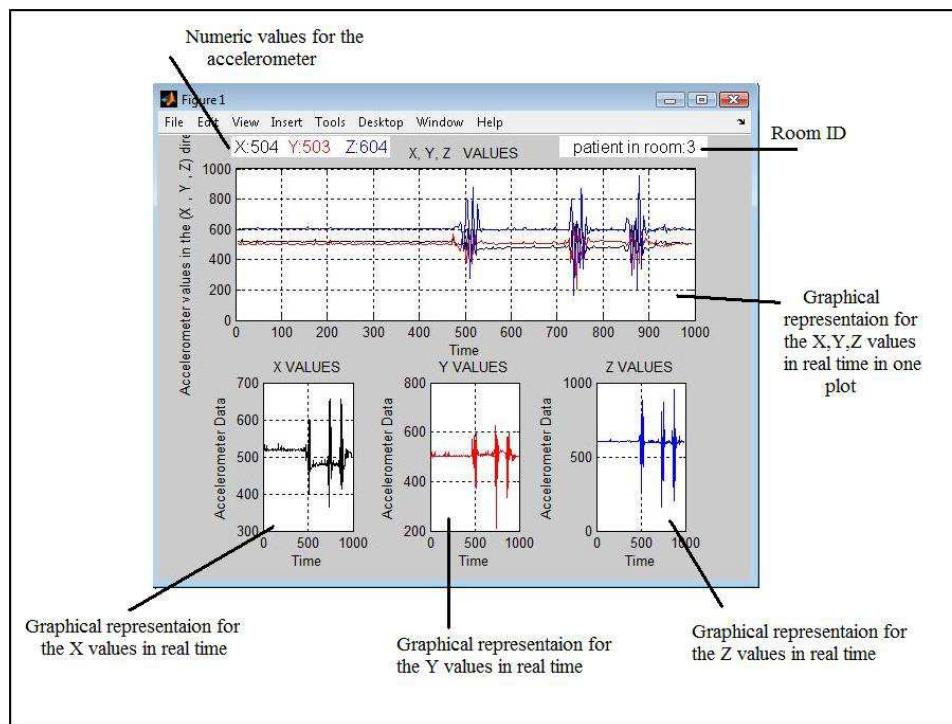 Numeric values for the
accelerometer
Figure 1
File Edit View Insert Tools Desktop Window Help
X:504 Y:503 Z:604
X, Y, Z VALUES
patient in room:3
Room ID
Accelerometer values in the (X , Y , Z) dire
1000
800
600
400
200
0
0 100 200 300 400 500 600 700 800 900 1000
Time
Graphical
representaion for
the X,Y,Z values
in real time in one
plot
X VALUES
Accelerometer Data
700
600
500
400
300
0 500 1000
Time
Y VALUES
Accelerometer Data
800
600
400
200
0 500 1000
Time
Z VALUES
Accelerometer Data
1000
500
0
0 500 1000
Time
Graphical representaion for
the X values in real time
Graphical representaion for
the Y values in real time
Graphical representaion for
the Z values in real time